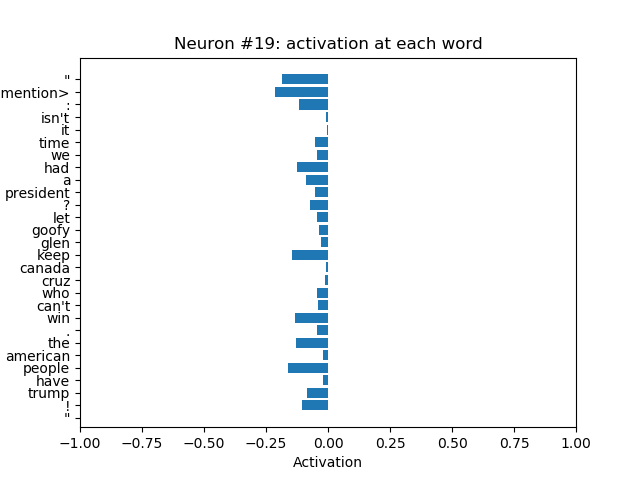 Neuron #19: activation at each word
"
mention>
.
isn't
it
time
we
had
a
president
?
let
goofy
glen
keep
canada
cruz
who
can't
win
.
the
american
people
have
trump
!
"
−1.00 −0.75 −0.50 −0.25 0.00 0.25 0.50 0.75 1.00
Activation